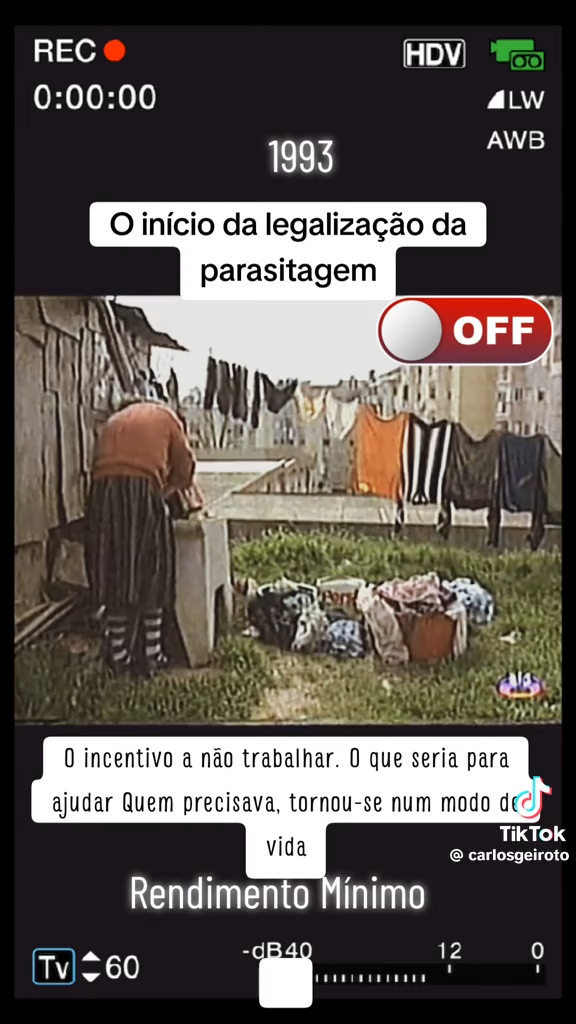 REC
HDV
0:00:00
LW
AWB
1993
O início da legalização da
parasitagem
OFF
O incentivo a não trabalhar. O que seria para
ajudar Quem precisava, tornou-se num modo de
vida
TikTok
@ carlosgeiroto
Rendimento Mínimo
Tv 60
-dB40 12 0